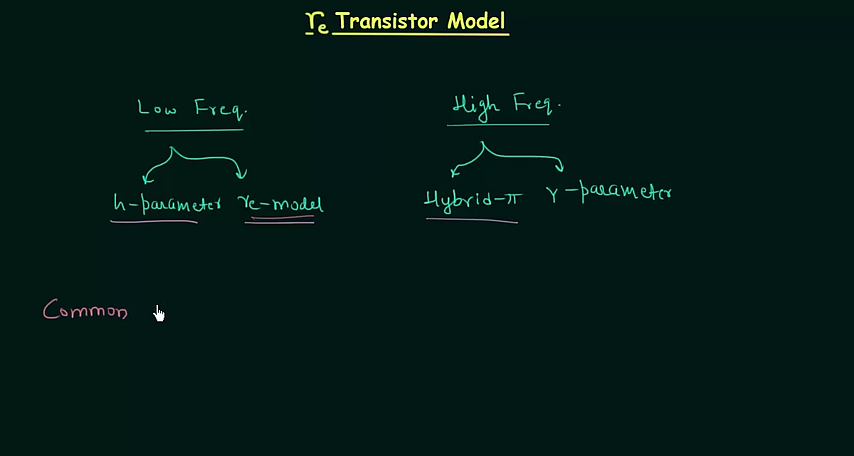 re Transistor Model
Low Freq.
High Freq.
h-parameter re-model
Hybrid-π Y-parameter
Common